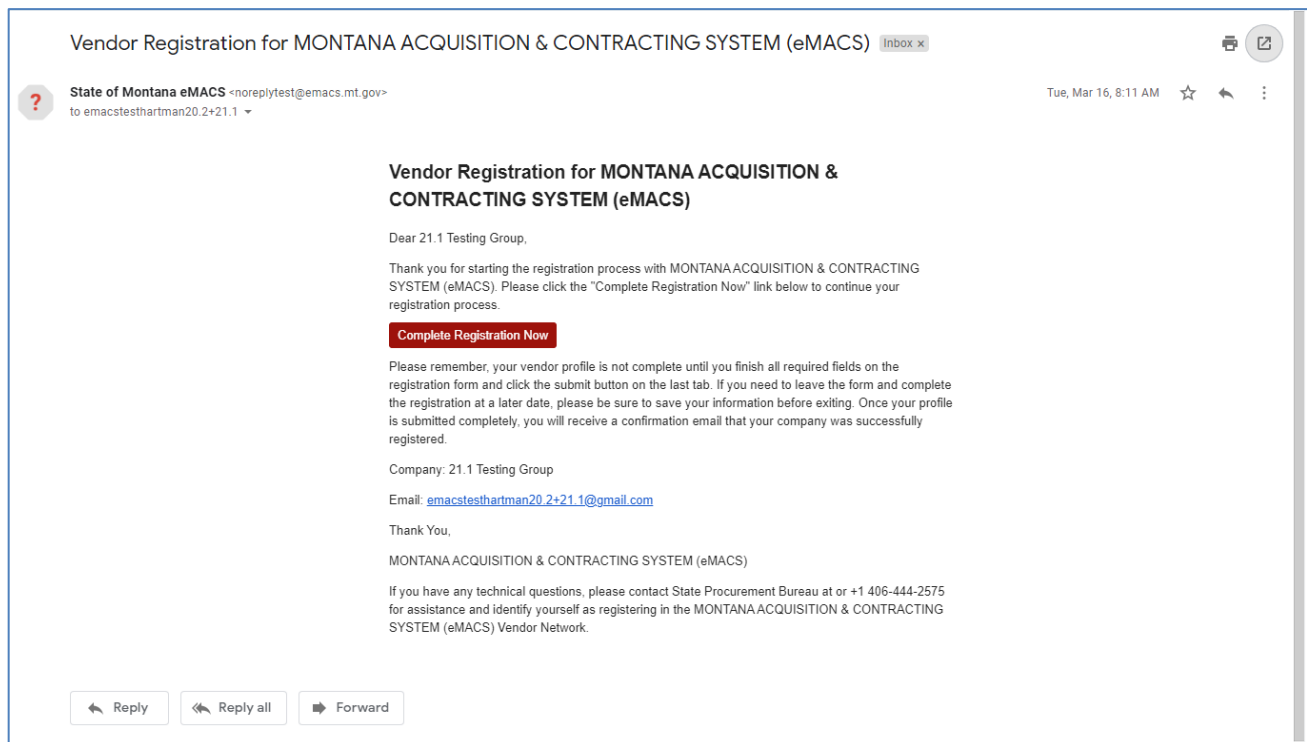 Vendor Registration for MONTANA ACQUISITION & CONTRACTING SYSTEM (eMACS) Inbox x
State of Montana eMACS <noreplytest@emacs.mt.gov> Tue, Mar 16, 8:11 AM
?
to emacstesthartman20.2+21.1
Vendor Registration for MONTANA ACQUISITION &
CONTRACTING SYSTEM (eMACS)
Dear 21.1 Testing Group,
Thank you for starting the registration process with MONTANA ACQUISITION & CONTRACTING
SYSTEM (eMACS). Please click the "Complete Registration Now" link below to continue your
registration process.
Complete Registration Now
Please remember, your vendor profile is not complete until you finish all required fields on the
registration form and click the submit button on the last tab. If you need to leave the form and complete
the registration at a later date, please be sure to save your information before exiting. Once your profile
is submitted completely, you will receive a confirmation email that your company was successfully
registered.
Company: 21.1 Testing Group
Email: emacstesthartman20.2+21.1@gmail.com
Thank You,
MONTANA ACQUISITION & CONTRACTING SYSTEM (eMACS)
If you have any technical questions, please contact State Procurement Bureau at or +1 406-444-2575
for assistance and identify yourself as registering in the MONTANA ACQUISITION & CONTRACTING
SYSTEM (eMACS) Vendor Network.
Reply Reply all Forward